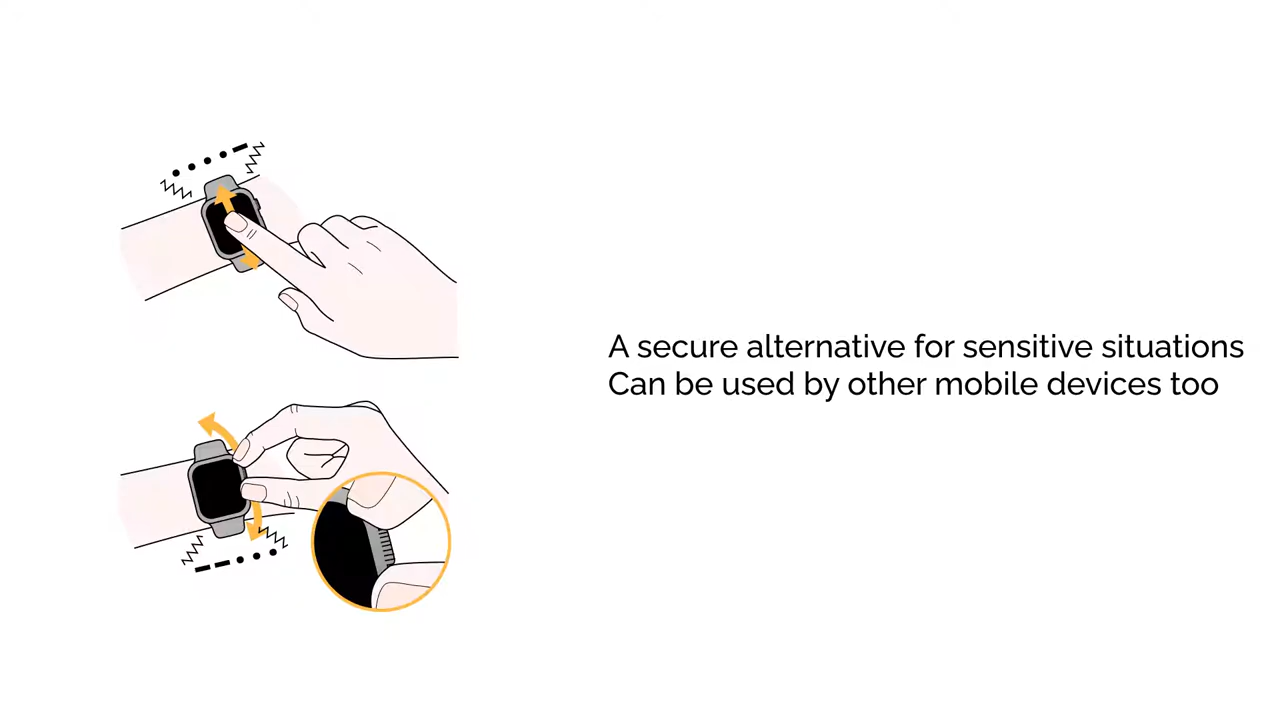 A secure alternative for sensitive situations
Can be used by other mobile devices too